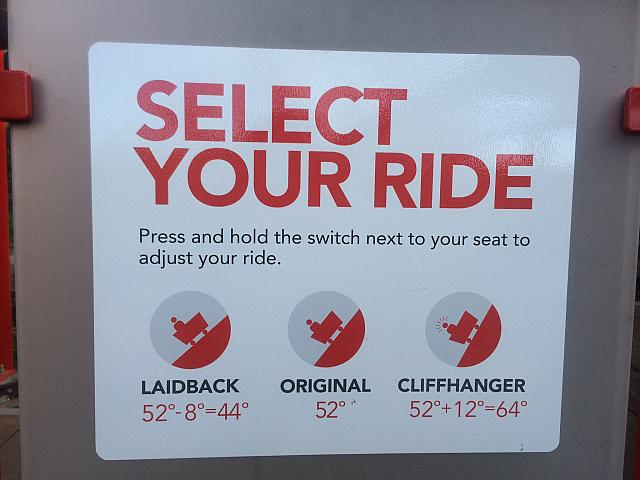 SELECT
YOUR RIDE
Press and hold the switch next to your seat to
adjust your ride.
LAIDBACK ORIGINAL CLIFFHANGER
52°-8°=44° 52° 52°+12°=64°